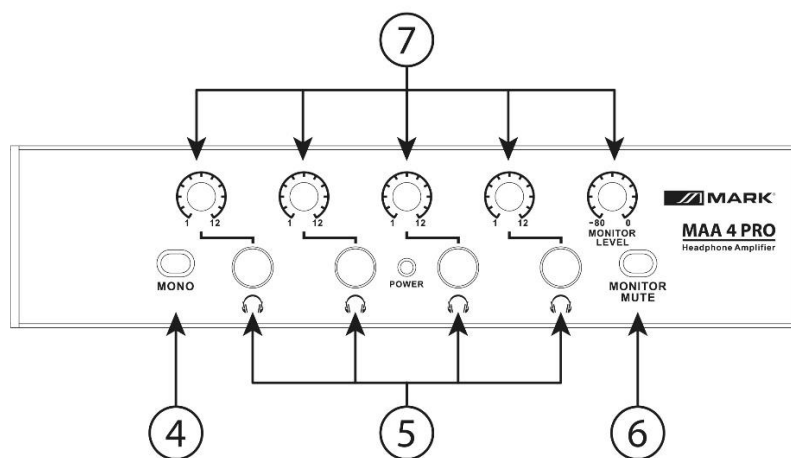 7
1 12 1 12 1 12 1 12 -80 0
MONITOR
LEVEL
MARK
MAA 4 PRO
Headphone Amplifier
MONO
POWER
MONITOR
MUTE
4
5
6